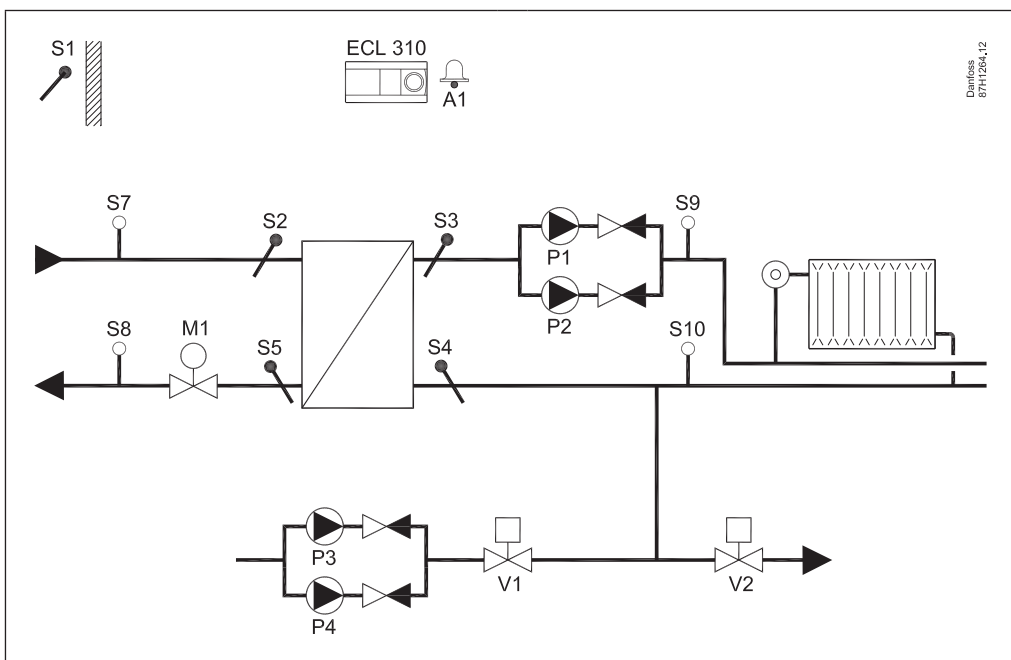 S1
ECL 310
A1
Danfoss
87H1264.12
S7
S2
S3
P1
S9
P2
S8
M1
S5
S4
S10
P3
V1
V2
P4